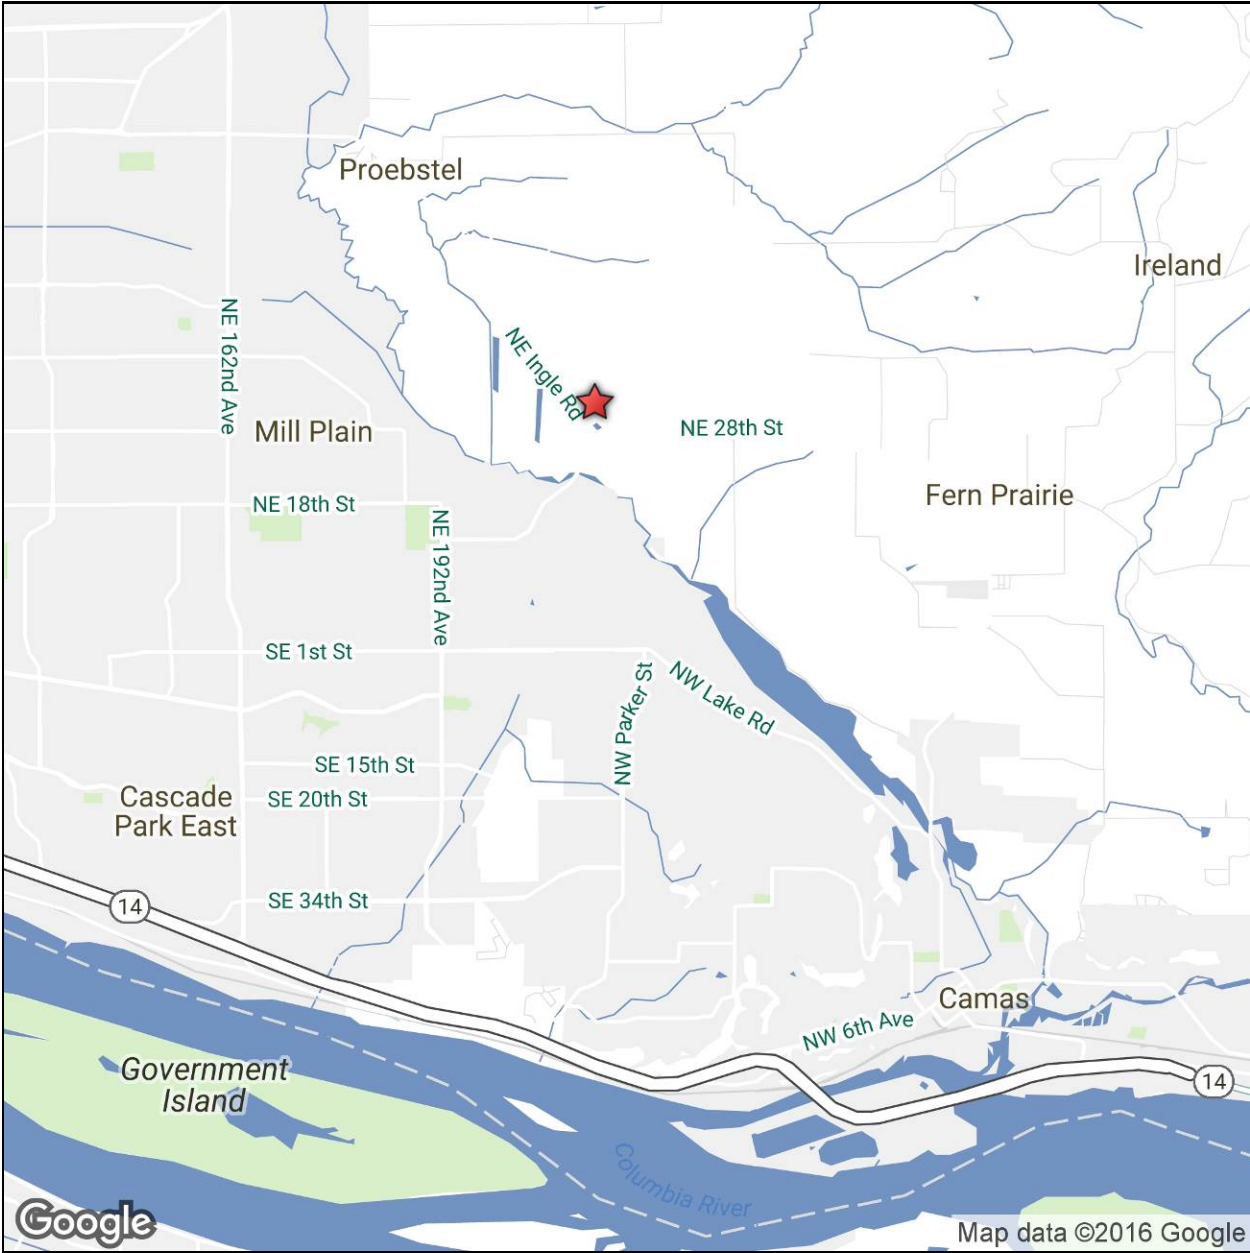 Proebstel
Ireland
NE 162nd Ave
NE Ingle Rd
Mill Plain
NE 28th St
Fern Prairie
NE 18th St
NE 192nd Ave
SE 1st St
NW Parker St
NW Lake Rd
SE 15th St
Cascade
Park East
SE 20th St
SE 34th St
14
Camas
NW 6th Ave
Government
Island
14
Columbia River
Google
Map data ©2016 Google